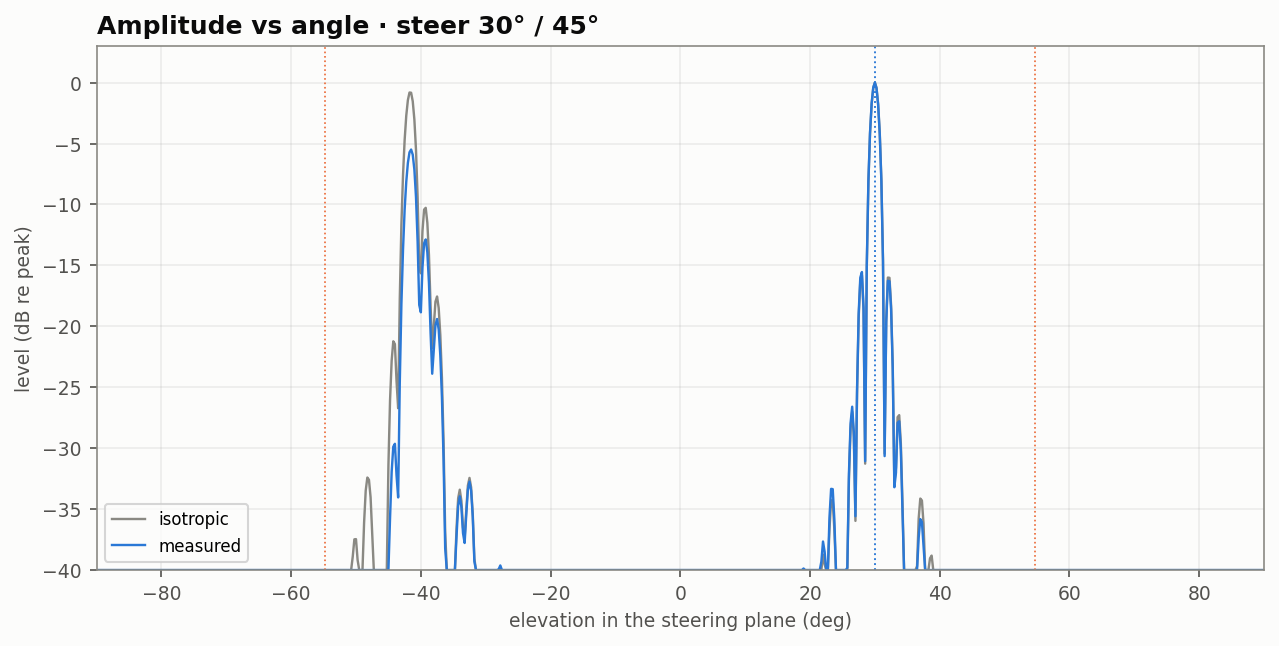 Amplitude vs angle · steer 30° / 45°
level (dB re peak)
0
−5
−10
−15
−20
−25
−30
−35
−40
isotropic
measured
−80 −60 −40 −20 0 20 40 60 80
elevation in the steering plane (deg)